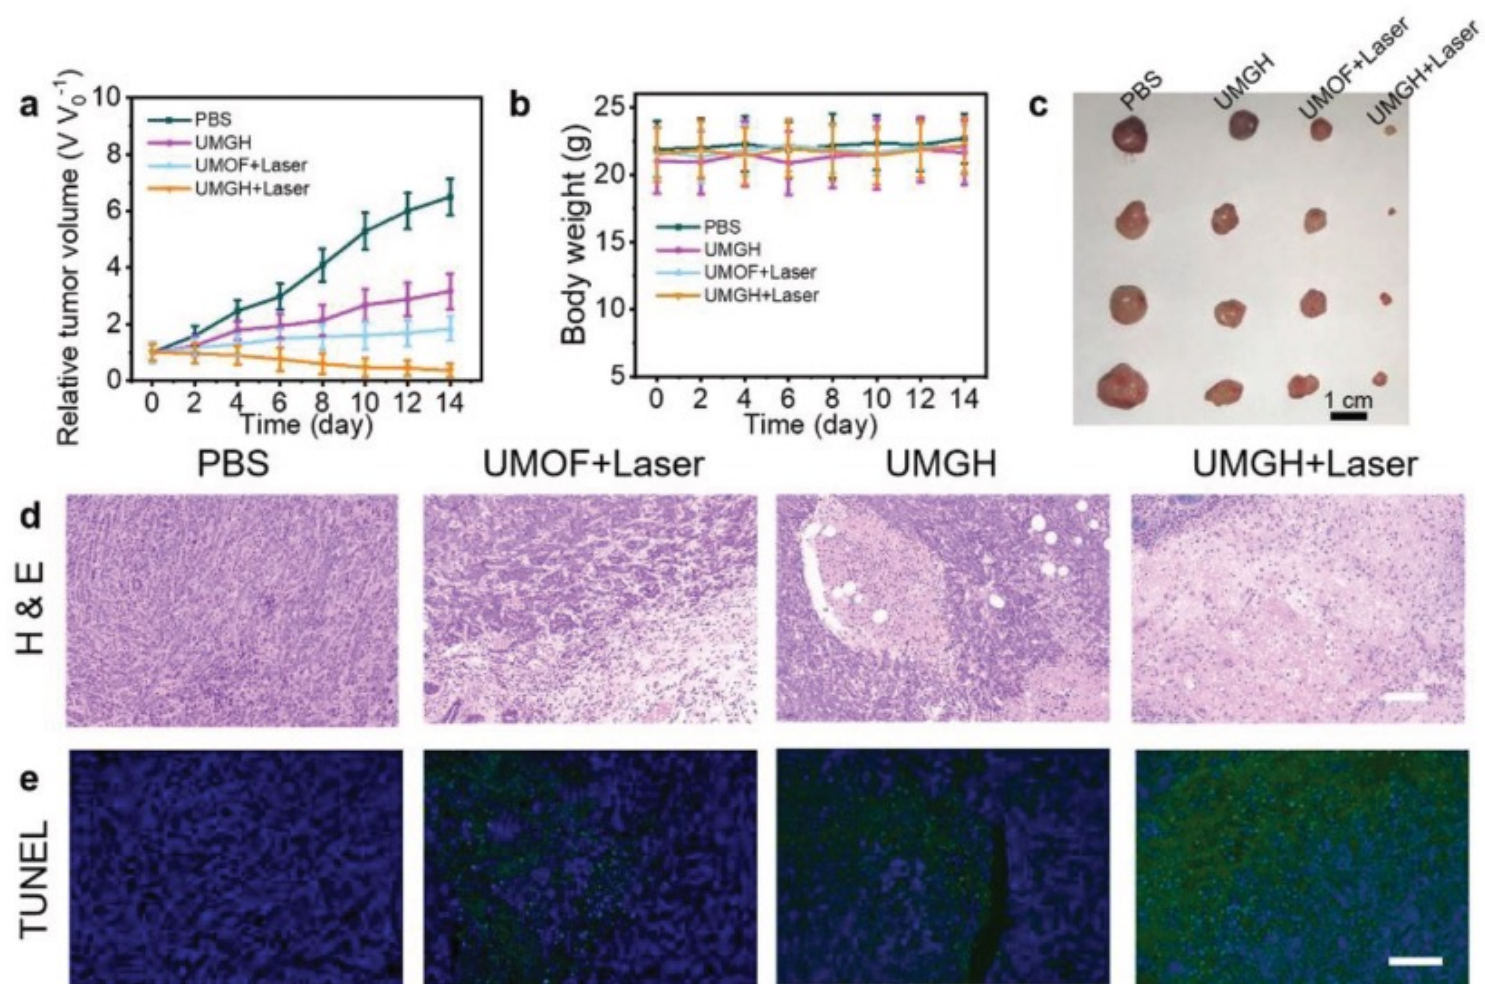 a
Relative tumor volume (V V₀⁻¹)
10
8
6
4
2
0
PBS
UMGH
UMOF+Laser
UMGH+Laser
0 2 4 6 8 10 12 14
Time (day)
b
Body weight (g)
25
20
15
10
5
PBS
UMGH
UMOF+Laser
UMGH+Laser
0 2 4 6 8 10 12 14
Time (day)
c
PBS
UMGH
UMOF+Laser
UMGH+Laser
1 cm
PBS UMOF+Laser UMGH UMGH+Laser
d
H & E
e
TUNEL